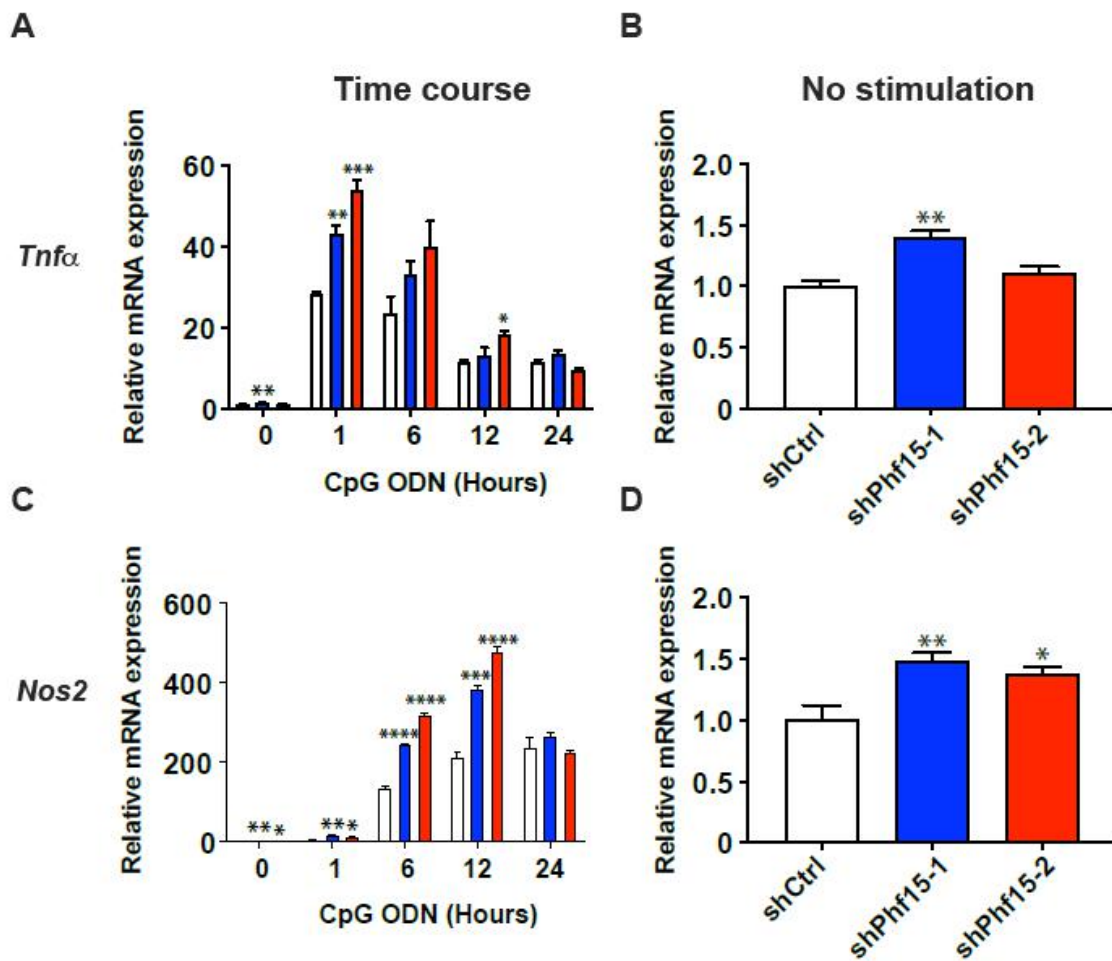 A
B
Time course
No stimulation
Tnfα
Relative mRNA expression
60
40
20
0
***
**
*
**
0 1 6 12 24
CpG ODN (Hours)
Relative mRNA expression
2.0
1.5
1.0
0.5
0
**
shCtrl
shPhf15-1
shPhf15-2
C
D
Nos2
Relative mRNA expression
600
400
200
0
****
***
****
****
***
***
0 1 6 12 24
CpG ODN (Hours)
Relative mRNA expression
2.0
1.5
1.0
0.5
0
**
*
shCtrl
shPhf15-1
shPhf15-2